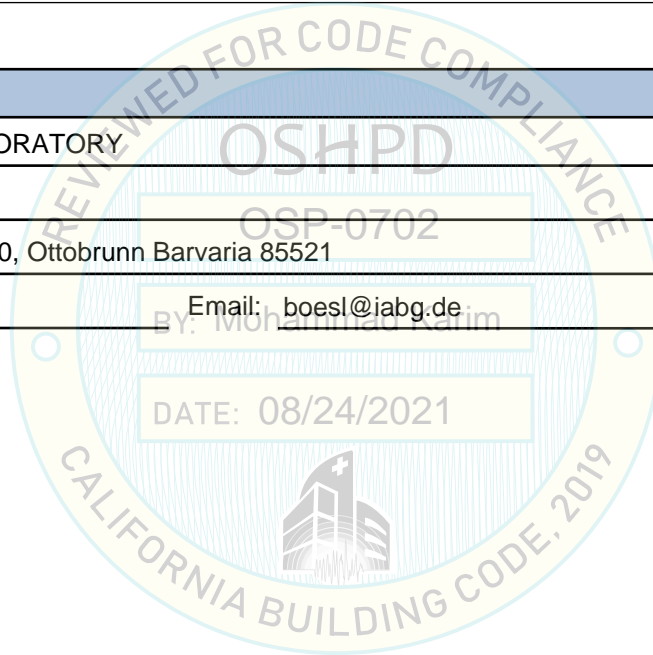 REVIEWED FOR CODE COMPLIANCE
ORATORY
OSHPD
OSP-0702
0, Ottobrunn Barvaria 85521
Email: boesl@iabg.de
BY: Mohammad Karim
DATE: 08/24/2021
CALIFORNIA BUILDING CODE, 2019